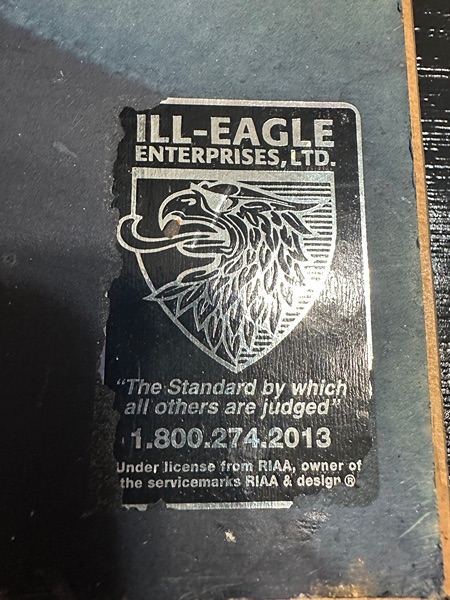 ILL-EAGLE
ENTERPRISES, LTD.
“The Standard by which
all others are judged”
1.800.274.2013
Under license from RIAA, owner of
the servicemarks RIAA & design ®